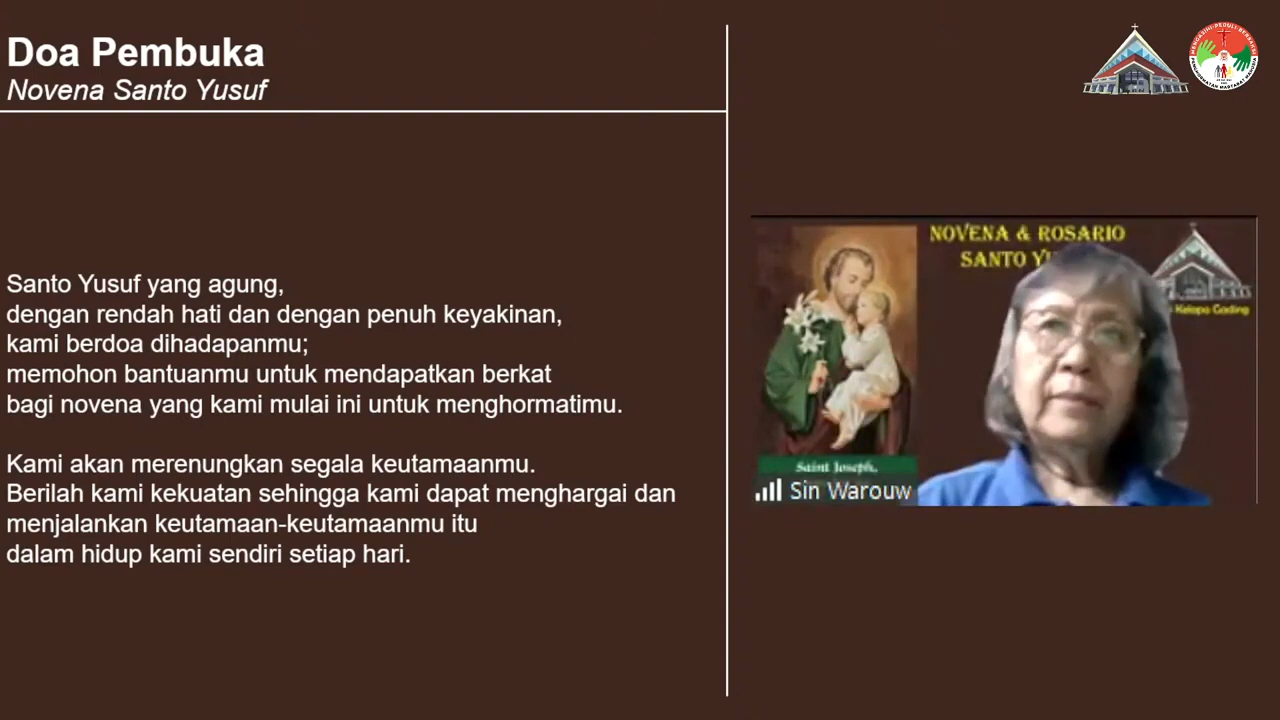 Doa Pembuka
Novena Santo Yusuf
Santo Yusuf yang agung,
dengan rendah hati dan dengan penuh keyakinan,
kami berdoa dihadapanmu;
memohon bantuanmu untuk mendapatkan berkat
bagi novena yang kami mulai ini untuk menghormatimu.
Kami akan merenungkan segala keutamaanmu.
Berilah kami kekuatan sehingga kami dapat menghargai dan
menjalankan keutamaan-keutamaanmu itu
dalam hidup kami sendiri setiap hari.
NOVENA & ROSARIO
SANTO YU
Kelapa Gading
Saint Joseph,
Sin Warouw